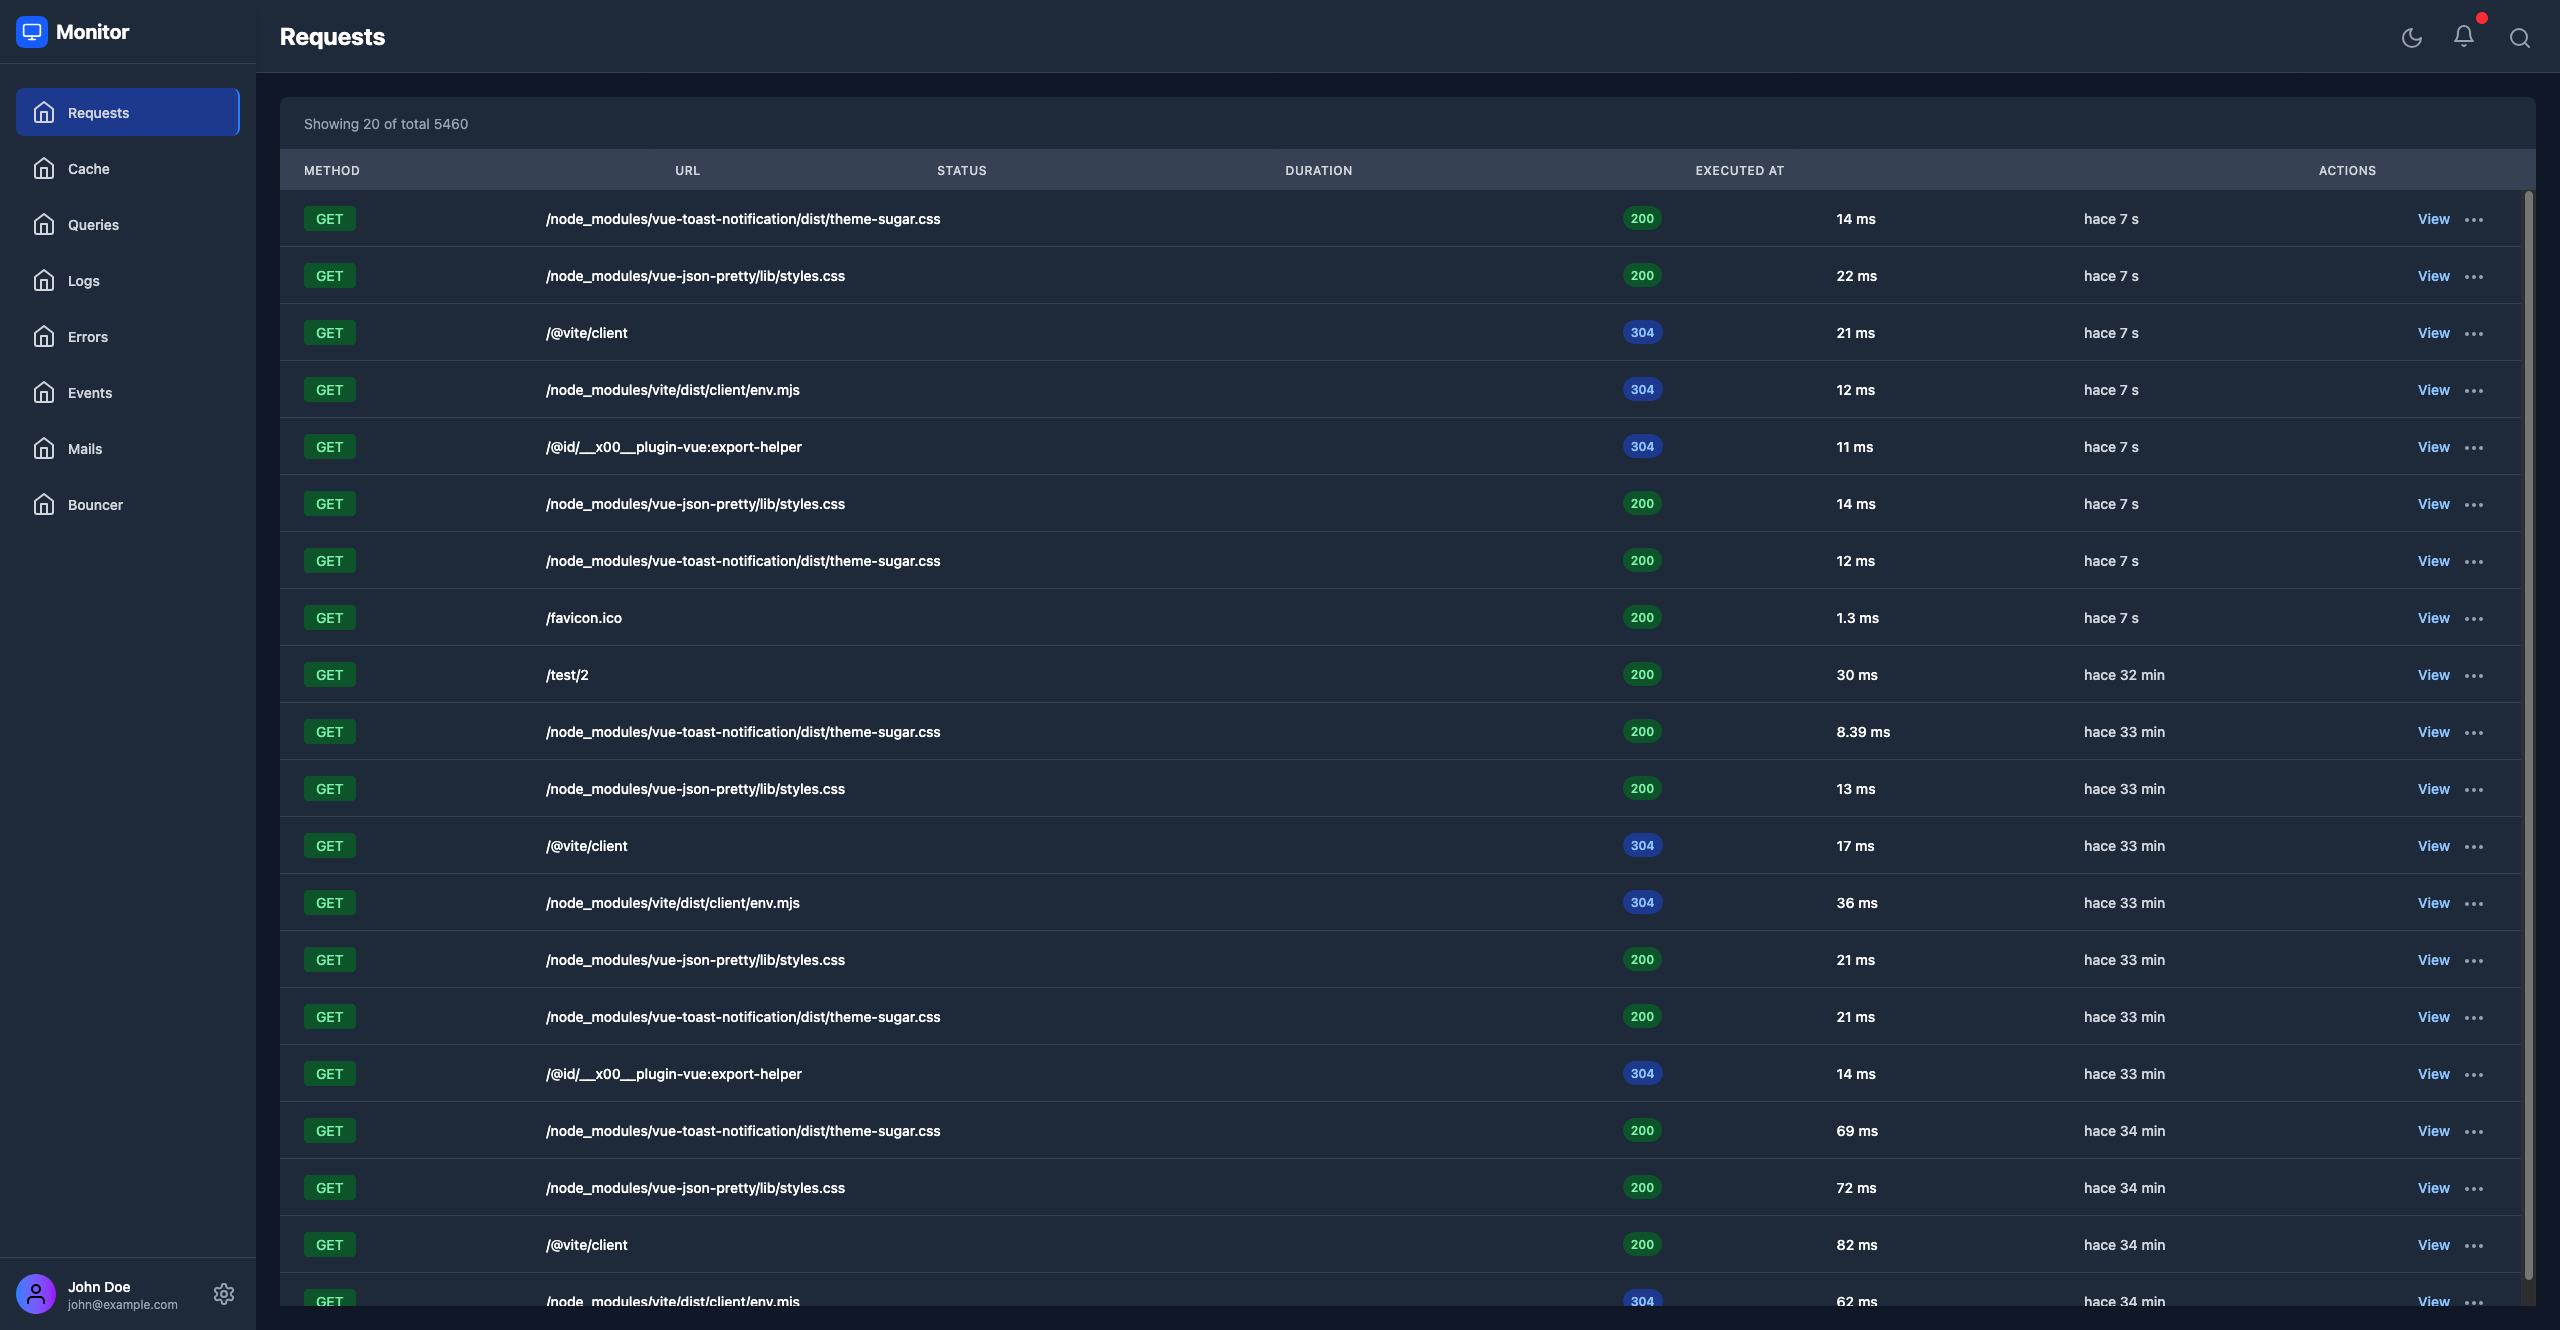 Monitor
Requests
Requests
Cache
Queries
Logs
Errors
Events
Mails
Bouncer
John Doe
john@example.com
Showing 20 of total 5460
METHOD URL STATUS DURATION EXECUTED AT ACTIONS
GET /node_modules/vue-toast-notification/dist/theme-sugar.css 200 14 ms hace 7 s View
GET /node_modules/vue-json-pretty/lib/styles.css 200 22 ms hace 7 s View
GET /@vite/client 304 21 ms hace 7 s View
GET /node_modules/vite/dist/client/env.mjs 304 12 ms hace 7 s View
GET /@id/__x00__plugin-vue:export-helper 304 11 ms hace 7 s View
GET /node_modules/vue-json-pretty/lib/styles.css 200 14 ms hace 7 s View
GET /node_modules/vue-toast-notification/dist/theme-sugar.css 200 12 ms hace 7 s View
GET /favicon.ico 200 1.3 ms hace 7 s View
GET /test/2 200 30 ms hace 32 min View
GET /node_modules/vue-toast-notification/dist/theme-sugar.css 200 8.39 ms hace 33 min View
GET /node_modules/vue-json-pretty/lib/styles.css 200 13 ms hace 33 min View
GET /@vite/client 304 17 ms hace 33 min View
GET /node_modules/vite/dist/client/env.mjs 304 36 ms hace 33 min View
GET /node_modules/vue-json-pretty/lib/styles.css 200 21 ms hace 33 min View
GET /node_modules/vue-toast-notification/dist/theme-sugar.css 200 21 ms hace 33 min View
GET /@id/__x00__plugin-vue:export-helper 304 14 ms hace 33 min View
GET /node_modules/vue-toast-notification/dist/theme-sugar.css 200 69 ms hace 34 min View
GET /node_modules/vue-json-pretty/lib/styles.css 200 72 ms hace 34 min View
GET /@vite/client 200 82 ms hace 34 min View
GET /node_modules/vite/dist/client/env.mjs 304 62 ms hace 34 min View